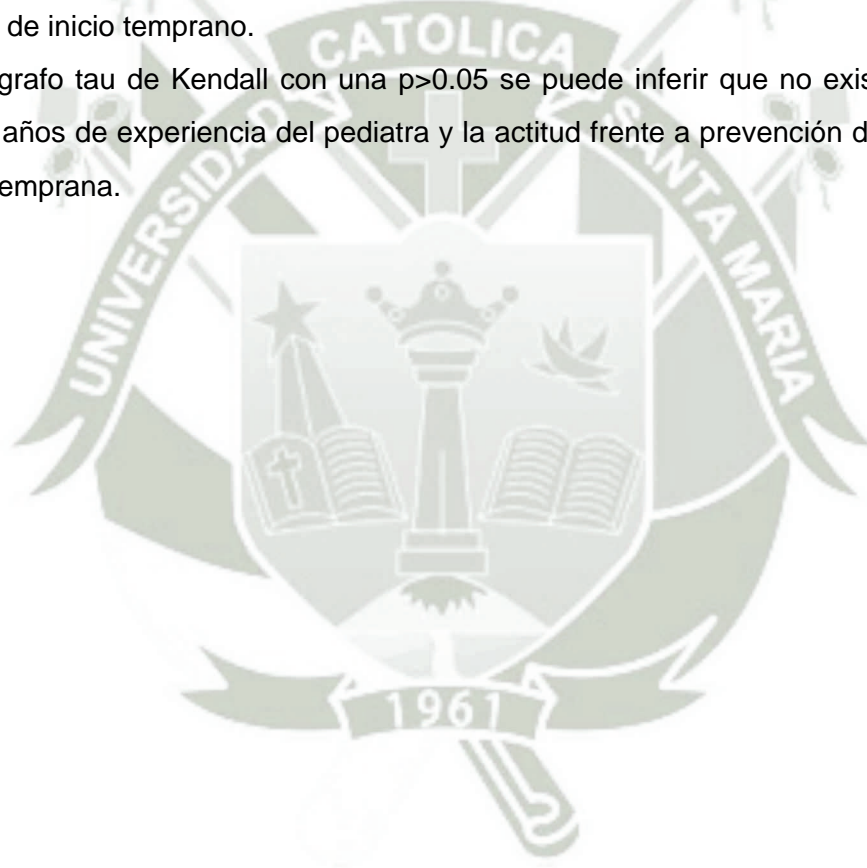 de inicio temprano.
grafo tau de Kendall con una p>0.05 se puede inferir que no exis
años de experiencia del pediatra y la actitud frente a prevención d
emprana.
UNIVERSIDAD CATOLICA SANTA MARIA
1961